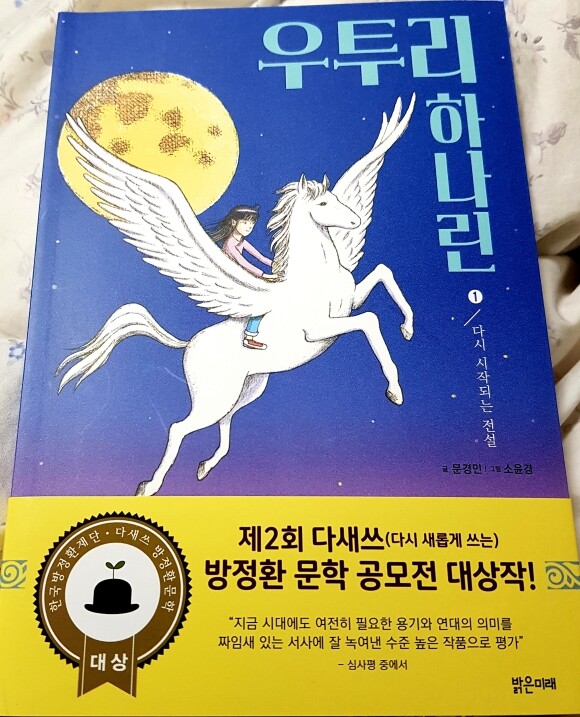 우투리
하나린
1
다시 시작되는 전설
글 문경민 | 그림 소윤경
한국방정환재단 · 다새쓰 방정환문학
대상
제2회 다새쓰(다시 새롭게 쓰는)
방정환 문학 공모전 대상작!
“지금 시대에도 여전히 필요한 용기와 연대의 의미를
짜임새 있는 서사에 잘 녹여낸 수준 높은 작품으로 평가”
– 심사평 중에서
밝은미래